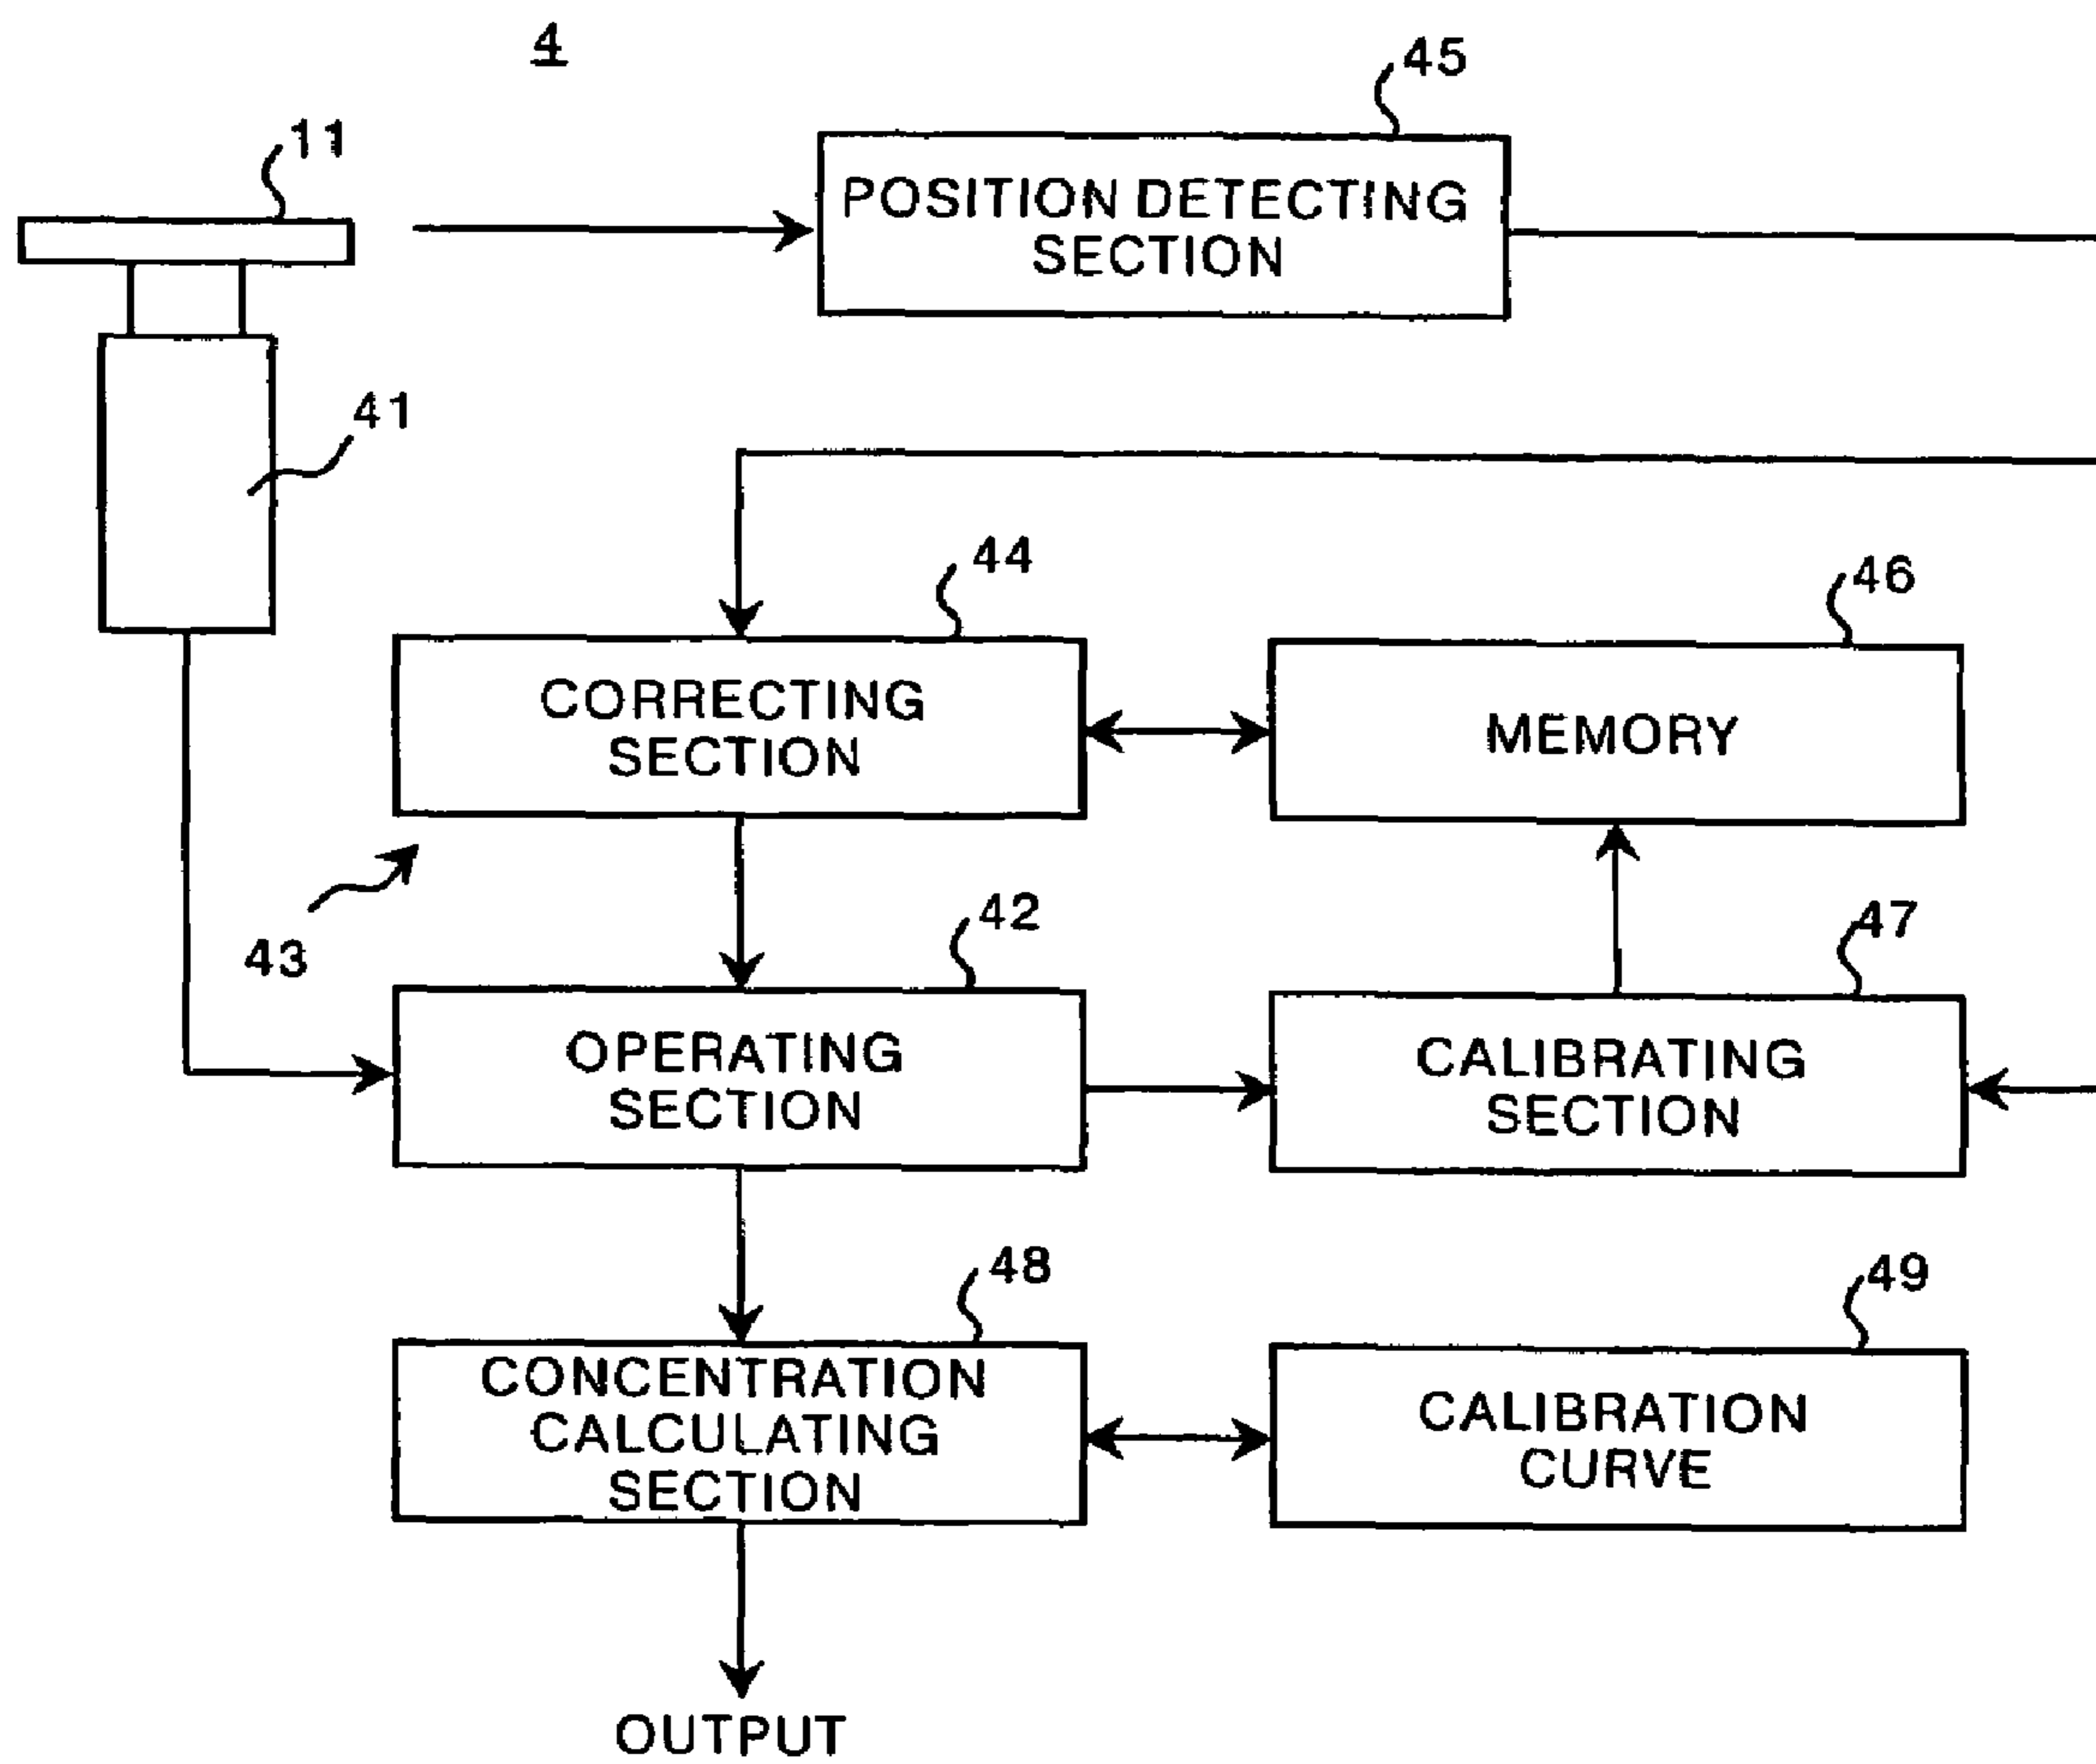 4
45
11
POSITION DETECTING
SECTION
41
44
46
CORRECTING
SECTION
MEMORY
43
42
47
OPERATING
SECTION
CALIBRATING
SECTION
48
49
CONCENTRATION
CALCULATING
SECTION
CALIBRATION
CURVE
OUTPUT